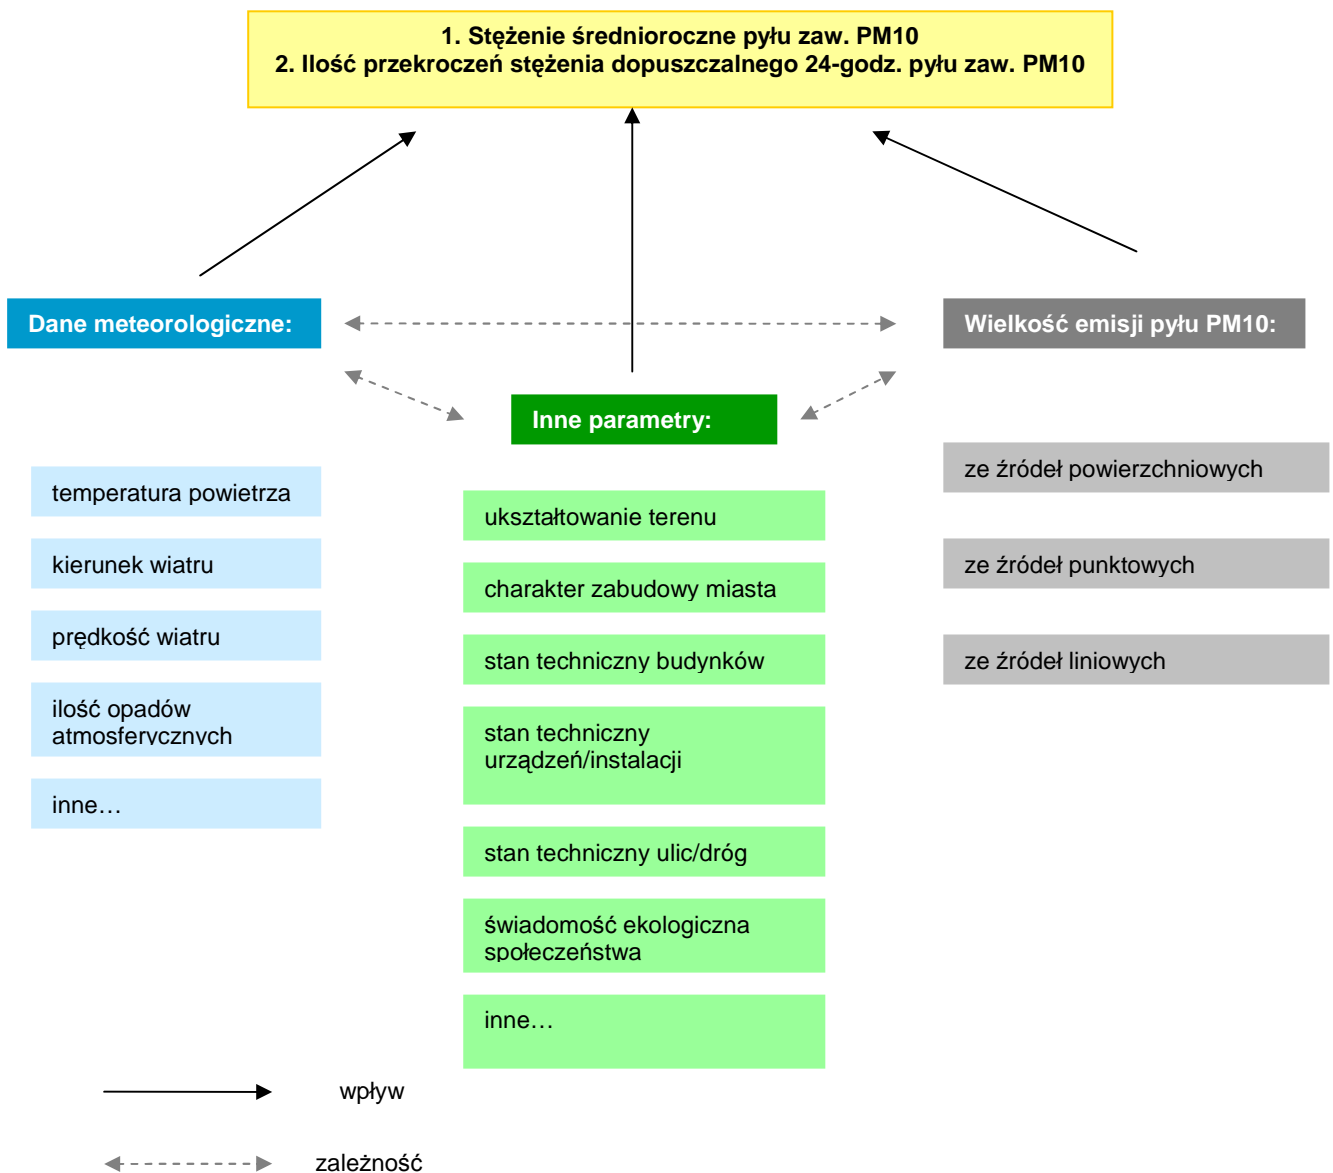 1. Stężenie średnioroczne pyłu zaw. PM10
2. Ilość przekroczeń stężenia dopuszczalnego 24-godz. pyłu zaw. PM10
Dane meteorologiczne:
Wielkość emisji pyłu PM10:
Inne parametry:
temperatura powietrza
kierunek wiatru
prędkość wiatru
ilość opadów
atmosferycznych
inne…
ukształtowanie terenu
charakter zabudowy miasta
stan techniczny budynków
stan techniczny
urządzeń/instalacji
stan techniczny ulic/dróg
świadomość ekologiczna
społeczeństwa
inne…
ze źródeł powierzchniowych
ze źródeł punktowych
ze źródeł liniowych
wpływ
zależność